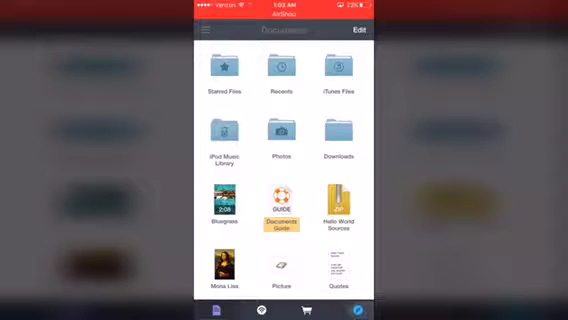 verizon 1:03 AM 23%
AirShou
Documents Edit
Starred Files Recents iTunes Files
iPod Music Library Photos Downloads
2:08 GUIDE ZIP
Bluegrass Documents Guide Hello World Sources
Mona Lisa Picture Quotes